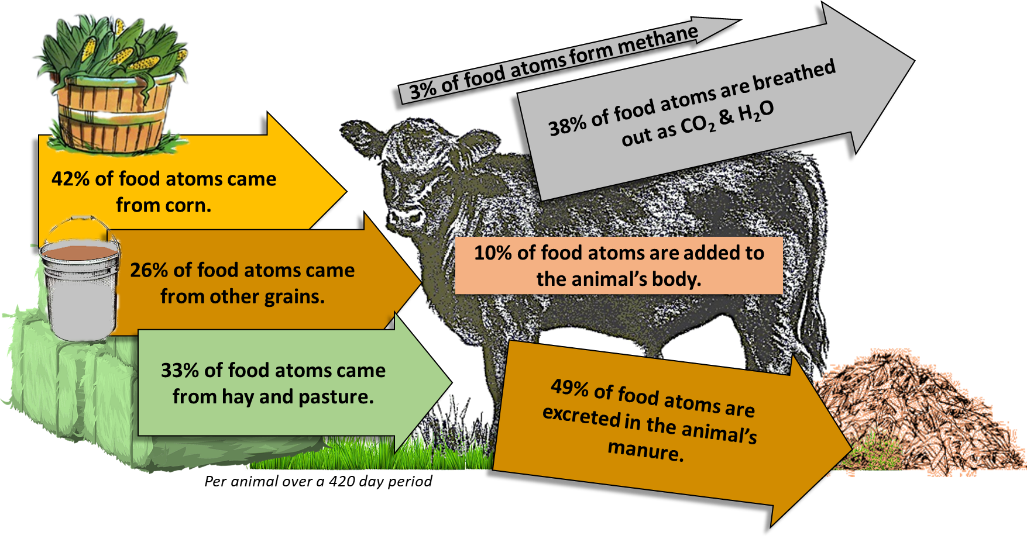 3% of food atoms form methane
38% of food atoms are breathed
out as CO₂ & H₂O
42% of food atoms came
from corn.
26% of food atoms came
from other grains.
10% of food atoms are added to
the animal’s body.
33% of food atoms came
from hay and pasture.
49% of food atoms are
excreted in the animal’s
manure.
Per animal over a 420 day period